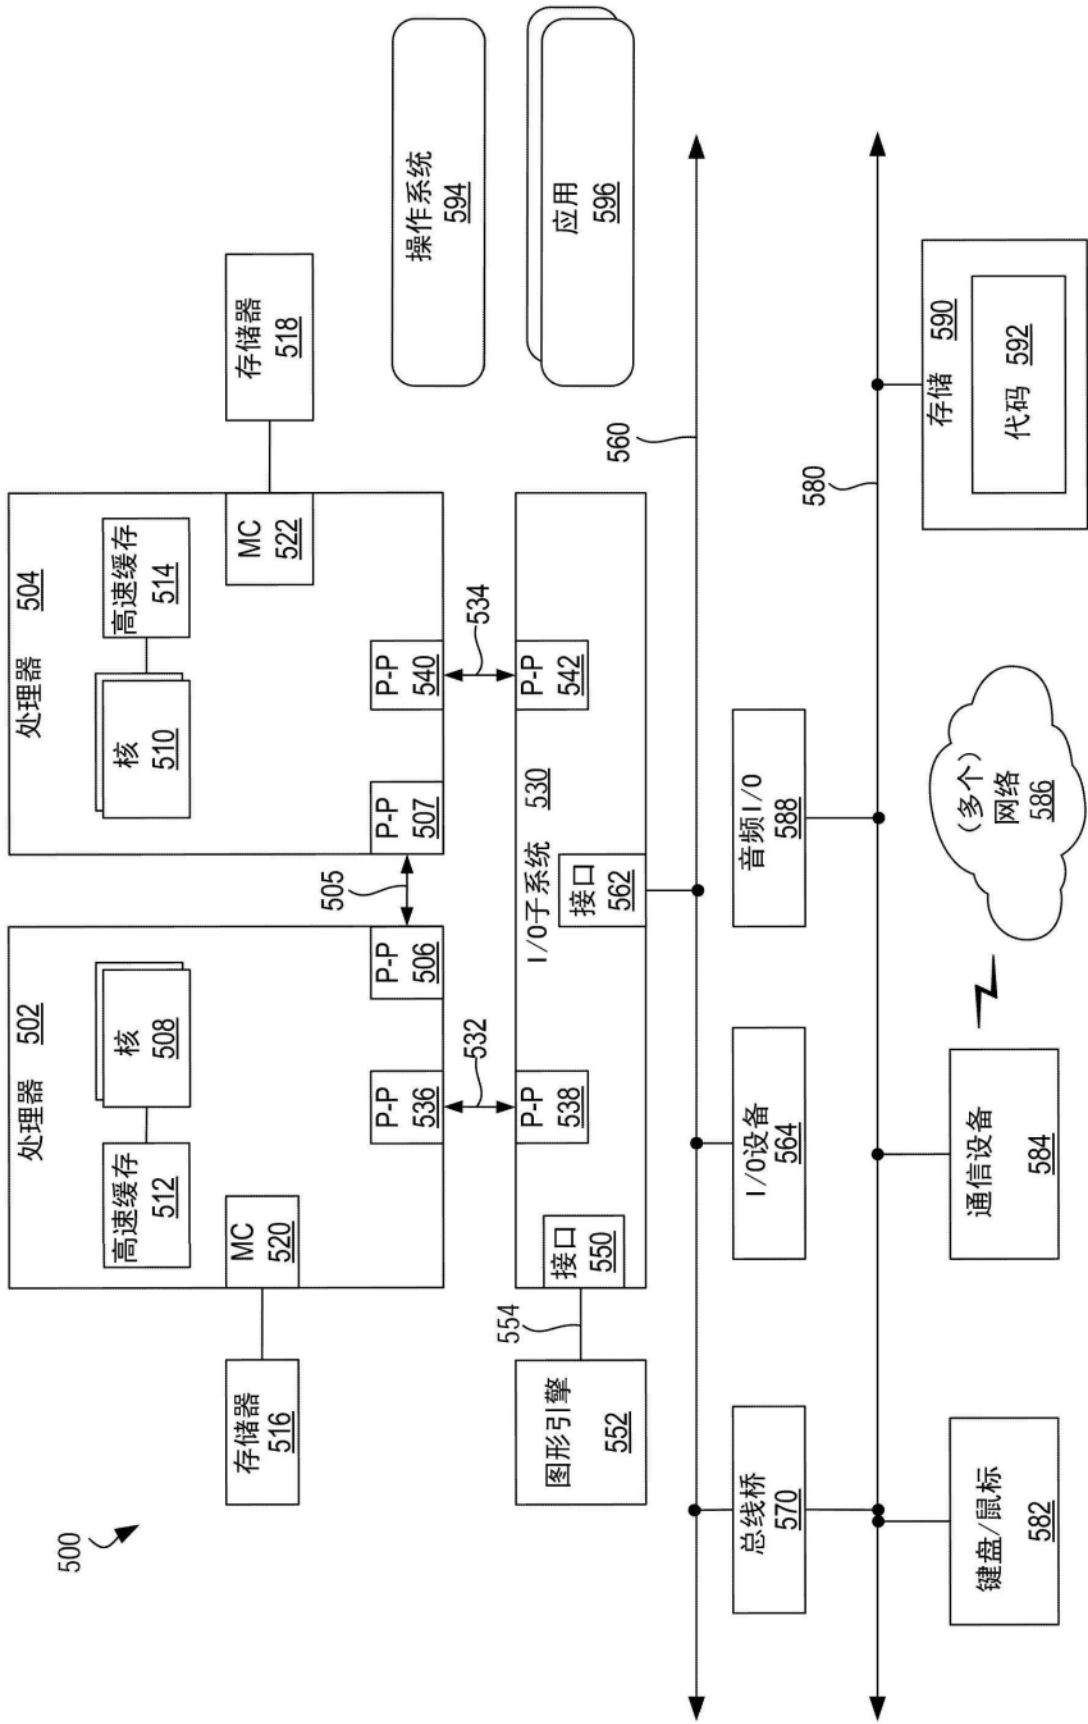 500
处理器 502
处理器 504
高速缓存
512
核
508
核
510
高速缓存
514
存储器
516
MC
520
MC
522
存储器
518
P-P
536
P-P
506
505
P-P
507
P-P
540
532
534
操作系统
594
应用
596
图形引擎
552
554
接口
550
P-P
538
I/O子系统 530
接口
562
P-P
542
560
总线桥
570
I/O设备
564
音频I/O
588
580
键盘/鼠标
582
通信设备
584
(多个)
网络
586
存储 590
代码 592